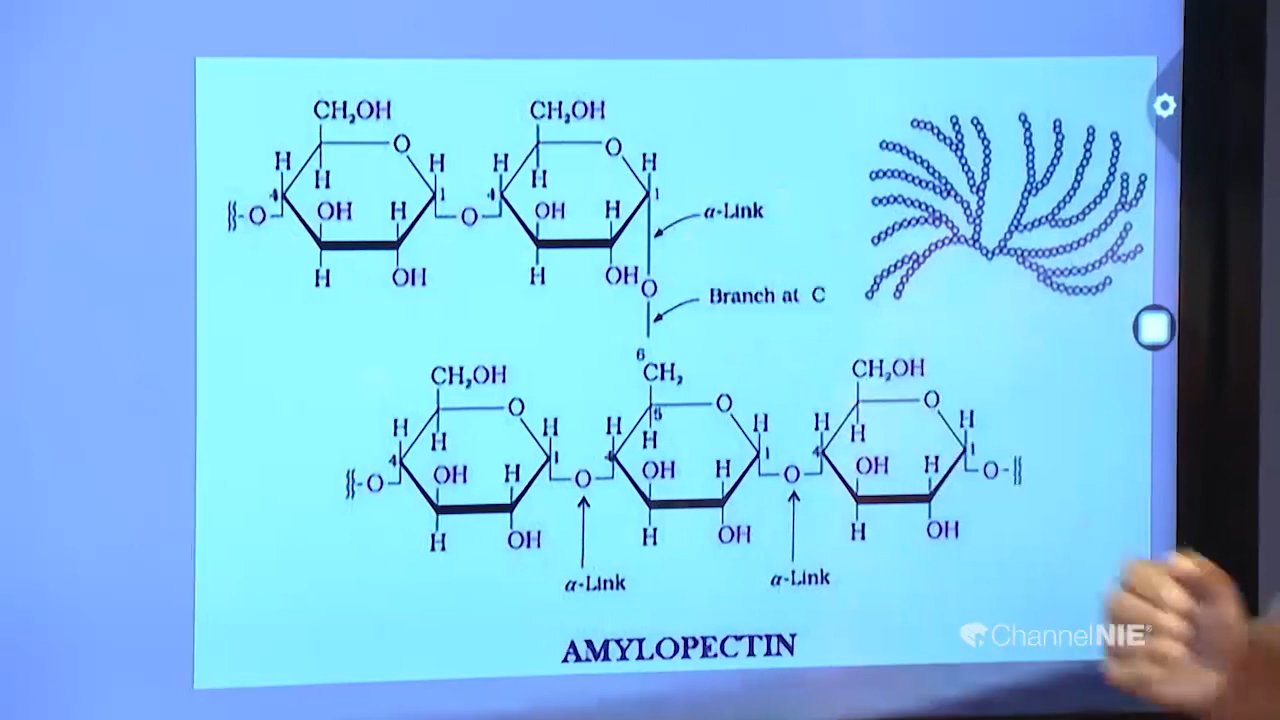 CH₂OH CH₂OH
H O H H O H
4 H 1 4 H 1
O OH H O OH H α-Link
H OH H OH O
Branch at C
6
CH₂OH CH₂ CH₂OH
O O O
H H H 5 H H H
4 H 1 4 H 1 4 H 1
O OH H O OH H O OH H O
H OH H OH H OH
α-Link α-Link
AMYLOPECTIN
ChannelNIE®